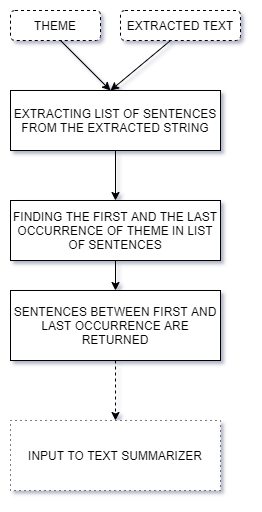 THEME
EXTRACTED TEXT
EXTRACTING LIST OF SENTENCES
FROM THE EXTRACTED STRING
FINDING THE FIRST AND THE LAST
OCCURRENCE OF THEME IN LIST
OF SENTENCES
SENTENCES BETWEEN FIRST AND
LAST OCCURRENCE ARE
RETURNED
INPUT TO TEXT SUMMARIZER